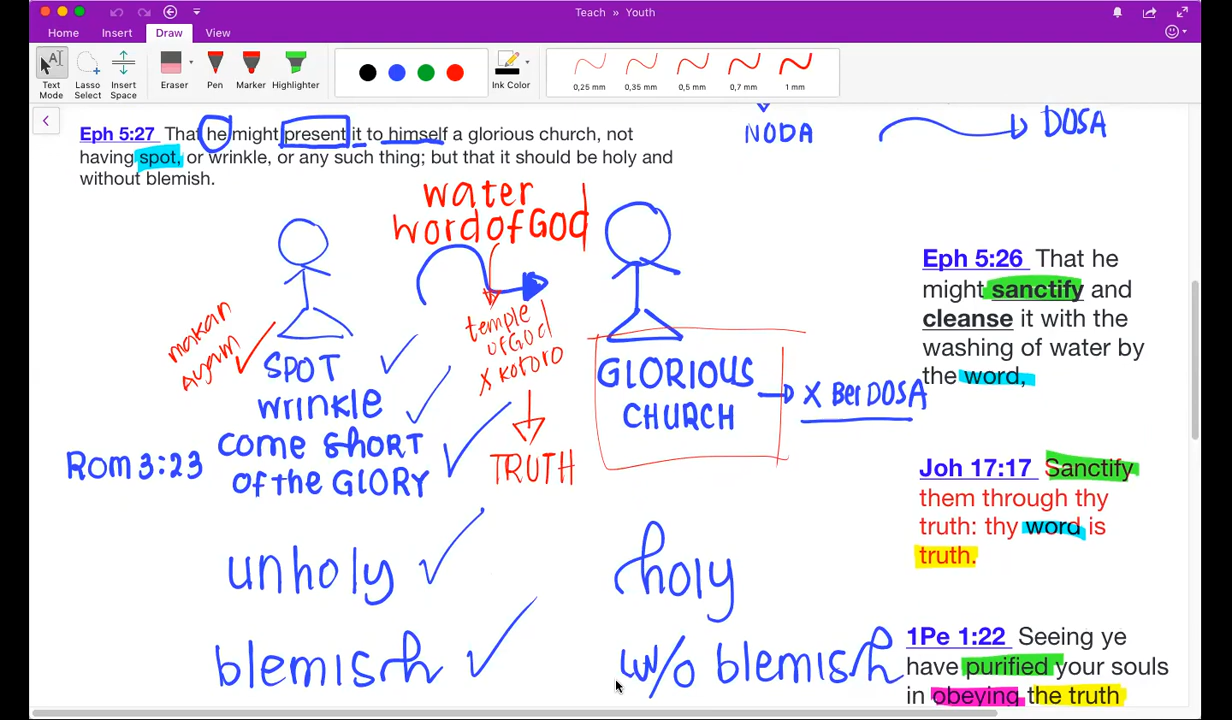 Teach » Youth
Home Insert Draw View
Text Mode
Lasso Select
Insert Space
Eraser
Pen
Marker
Highlighter
Ink Color
0,25 mm
0,35 mm
0,5 mm
0,7 mm
1 mm
Eph 5:27 That he might present it to himself a glorious church, not
having spot, or wrinkle, or any such thing; but that it should be holy and
without blemish.
NODA
DOSA
water
word of GOD
temple
of GOD
x kotoro
TRUTH
makan
Ayam
SPOT
wrinkle
come short
of the GLORY
Rom 3:23
unholy
blemish
GLORIOUS
CHURCH
X Ber DOSA
holy
w/o blemish
Eph 5:26 That he
might sanctify and
cleanse it with the
washing of water by
the word,
Joh 17:17 Sanctify
them through thy
truth: thy word is
truth.
1Pe 1:22 Seeing ye
have purified your souls
in obeying the truth